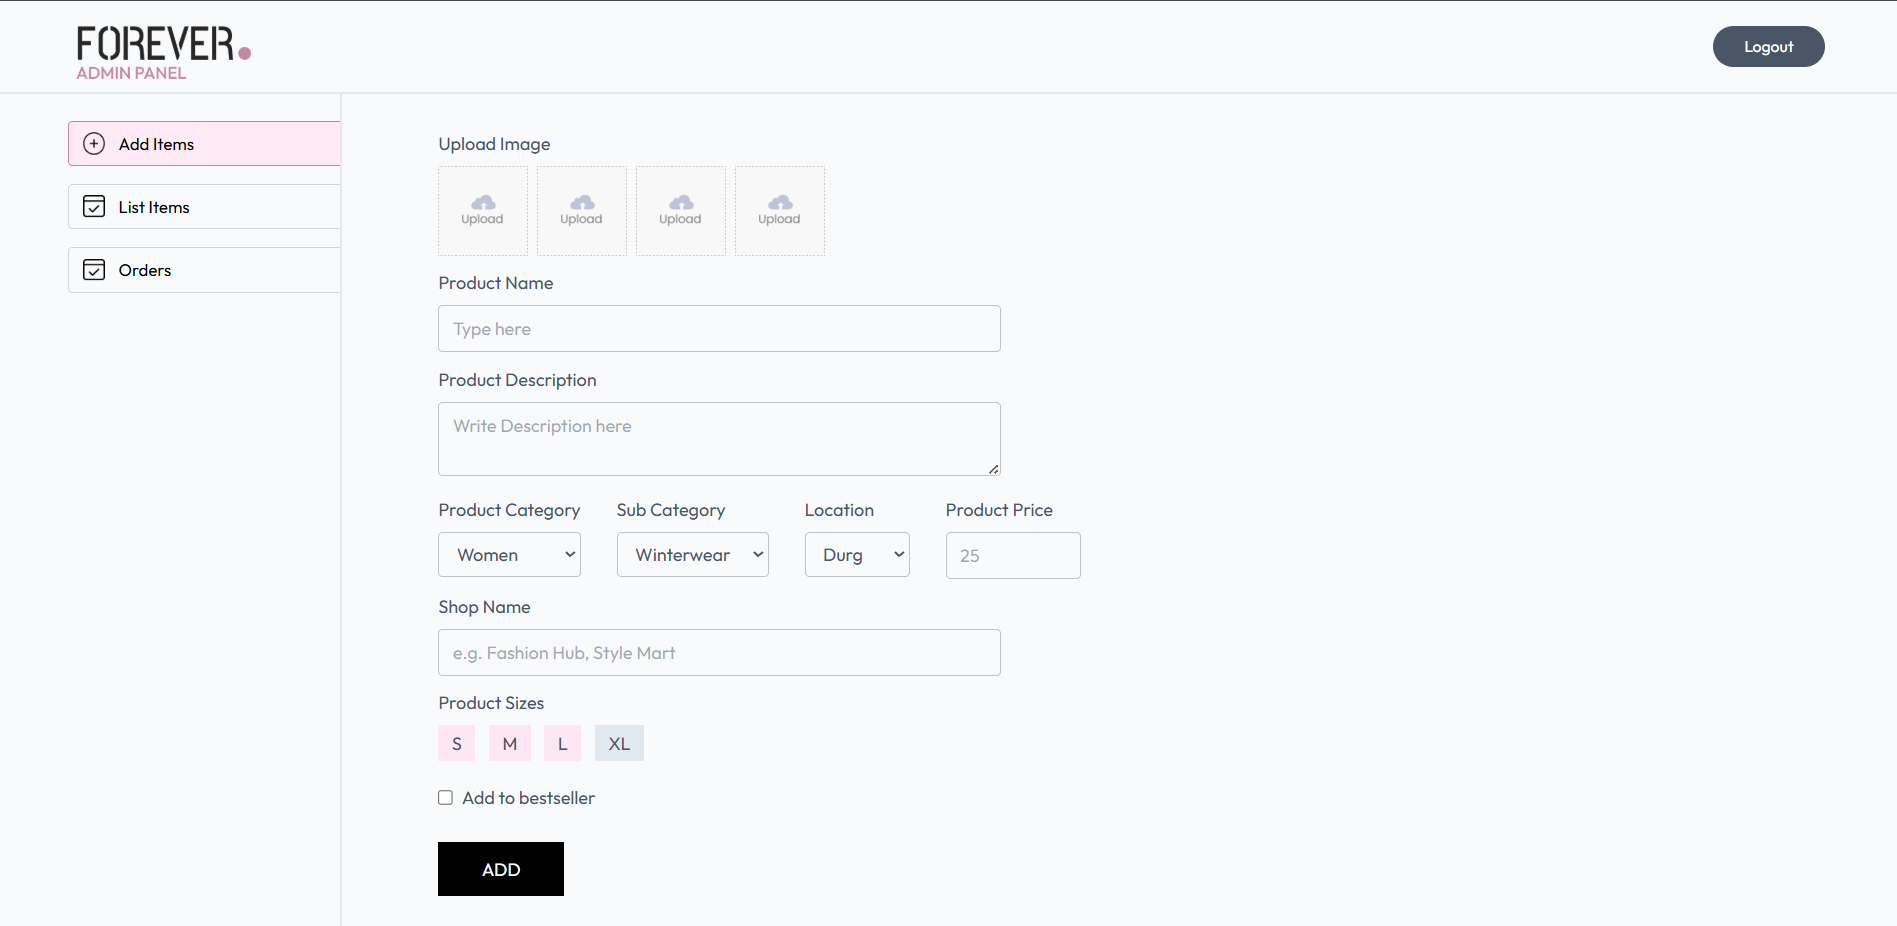 FOREVER.
ADMIN PANEL
Logout
Add Items
List Items
Orders
Upload Image
Upload Upload Upload Upload
Product Name
Type here
Product Description
Write Description here
Product Category Sub Category Location Product Price
Women Winterwear Durg 25
Shop Name
e.g. Fashion Hub, Style Mart
Product Sizes
S M L XL
Add to bestseller
ADD